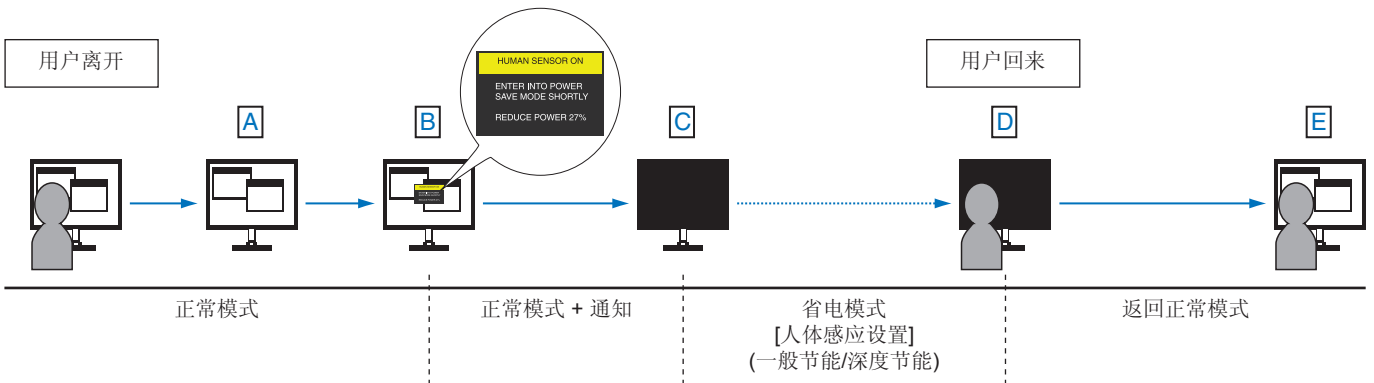 用户离开
HUMAN SENSOR ON
ENTER INTO POWER
SAVE MODE SHORTLY
REDUCE POWER 27%
用户回来
A
B
C
D
E
正常模式
正常模式 + 通知
省电模式
[人体感应设置]
(一般节能/深度节能)
返回正常模式